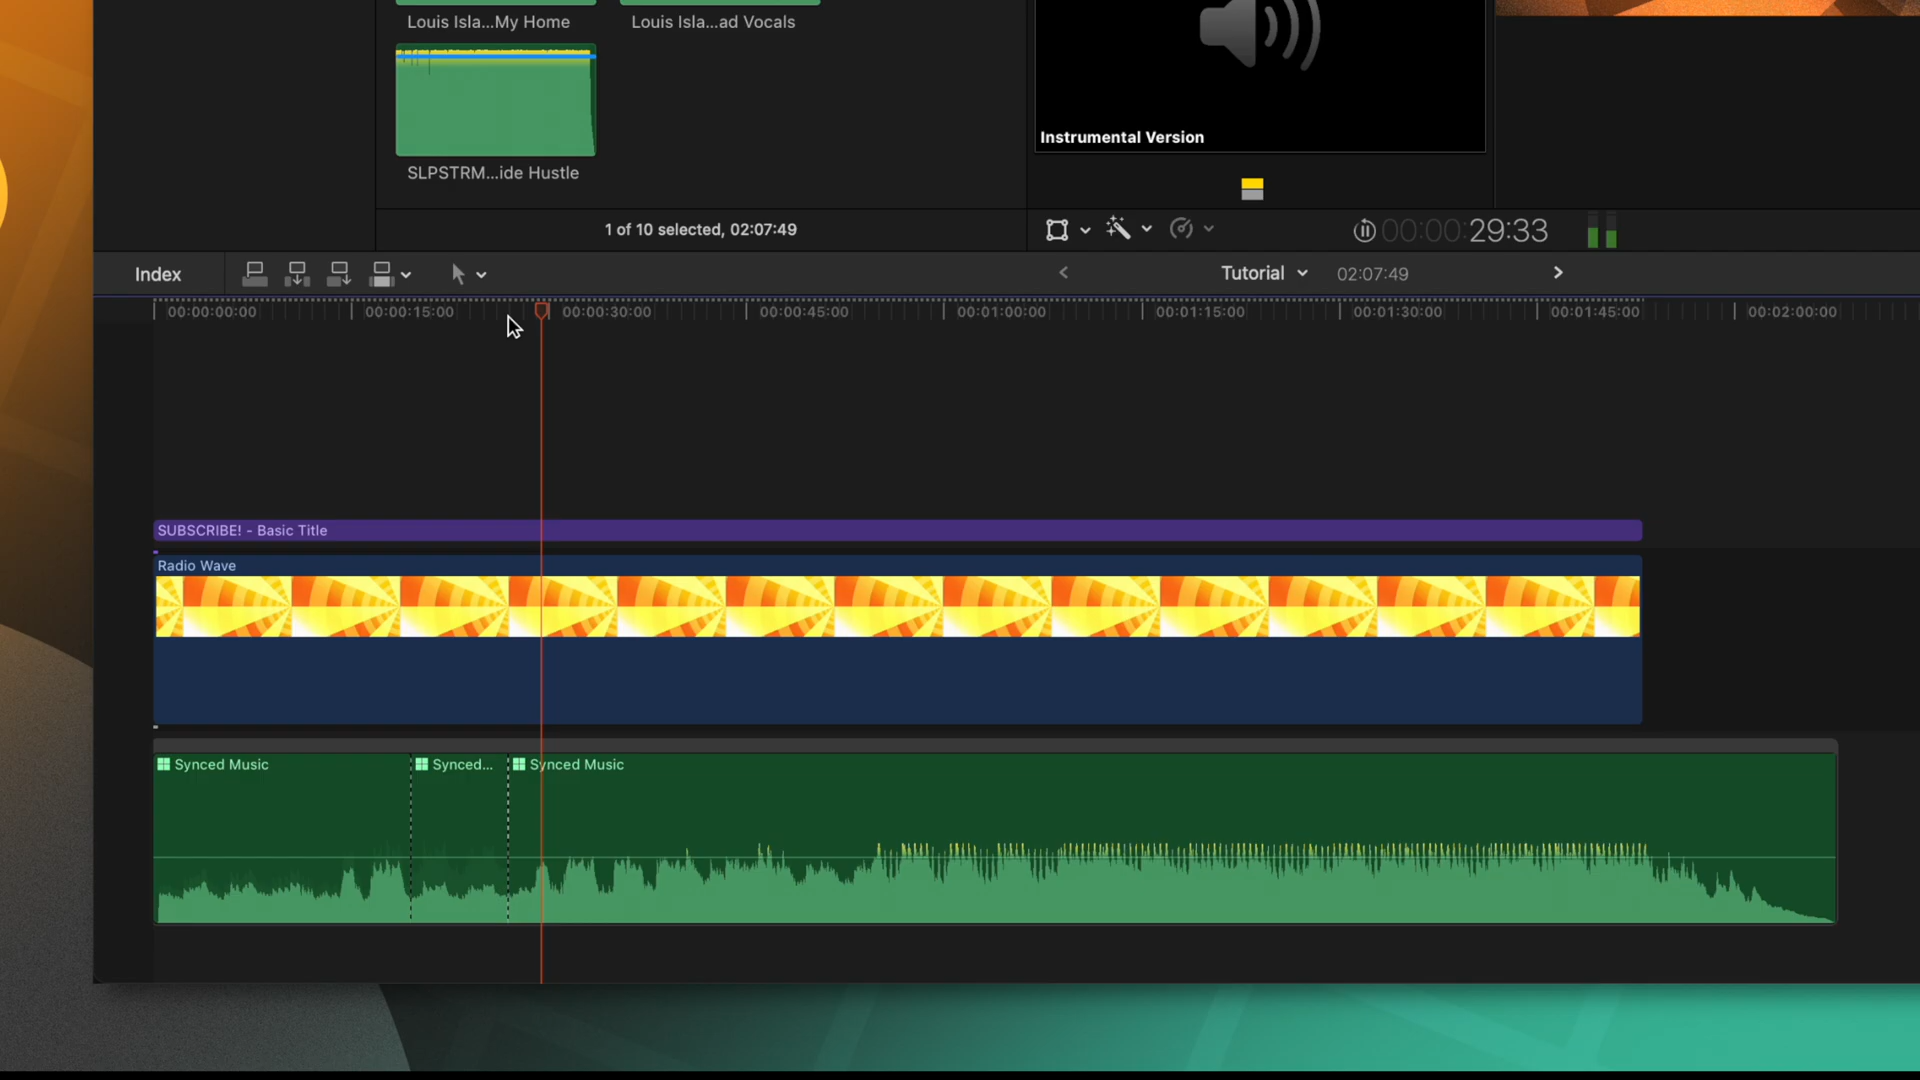 Louis Isla...My Home
Louis Isla...ad Vocals
SLPSTRM...ide Hustle
Instrumental Version
1 of 10 selected, 02:07:49
00:00:00:29:33
Index
Tutorial
02:07:49
00:00:00:00
00:00:15:00
00:00:30:00
00:00:45:00
00:01:00:00
00:01:15:00
00:01:30:00
00:01:45:00
00:02:00:00
SUBSCRIBE! - Basic Title
Radio Wave
Synced Music
Synced...
Synced Music